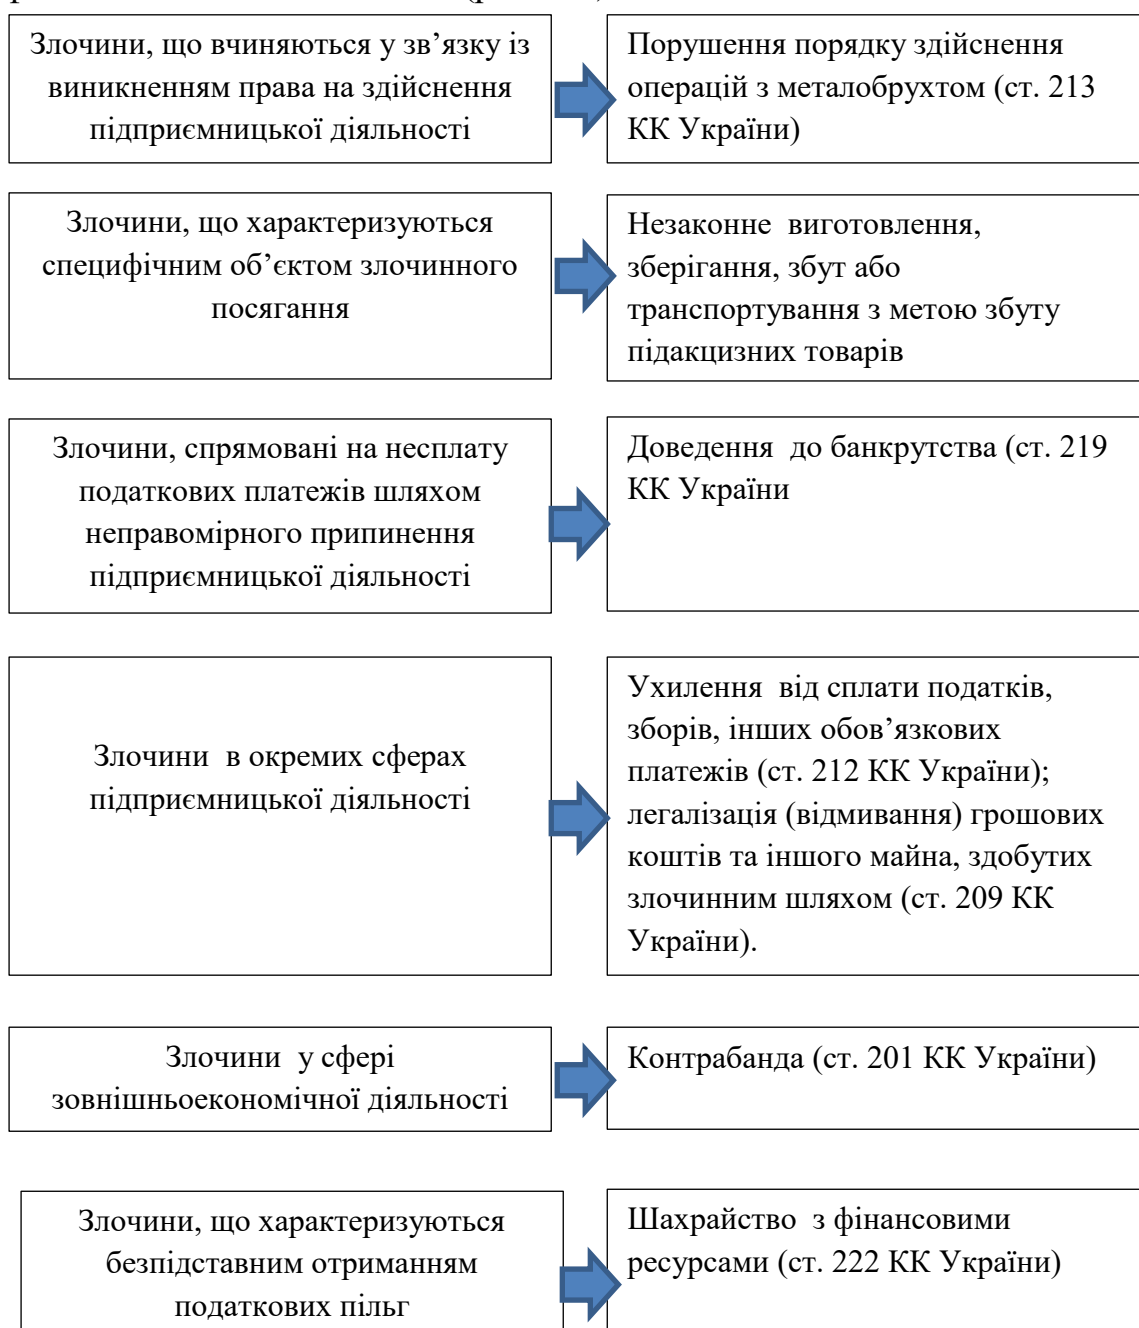 Злочини, що вчиняються у зв’язку із
виникненням права на здійснення
підприємницької діяльності
Порушення порядку здійснення
операцій з металобрухтом (ст. 213
КК України)
Злочини, що характеризуються
специфічним об’єктом злочинного
посягання
Незаконне виготовлення,
зберігання, збут або
транспортування з метою збуту
підакцизних товарів
Злочини, спрямовані на несплату
податкових платежів шляхом
неправомірного припинення
підприємницької діяльності
Доведення до банкрутства (ст. 219
КК України
Злочини в окремих сферах
підприємницької діяльності
Ухилення від сплати податків,
зборів, інших обов’язкових
платежів (ст. 212 КК України);
легалізація (відмивання) грошових
коштів та іншого майна, здобутих
злочинним шляхом (ст. 209 КК
України).
Злочини у сфері
зовнішньоекономічної діяльності
Контрабанда (ст. 201 КК України)
Злочини, що характеризуються
безпідставним отриманням
податкових пільг
Шахрайство з фінансовими
ресурсами (ст. 222 КК України)